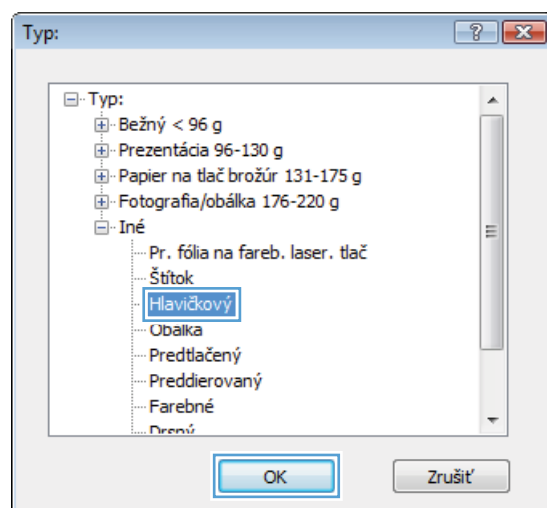 Typ:
Typ:
Bežný < 96 g
Prezentácia 96-130 g
Papier na tlač brožúr 131-175 g
Fotografia/obálka 176-220 g
Iné
Pr. fólia na fareb. laser. tlač
Štítok
Hlavičkový
Obálka
Predtlačený
Preddierovaný
Farebné
Drsný
OK Zrušiť